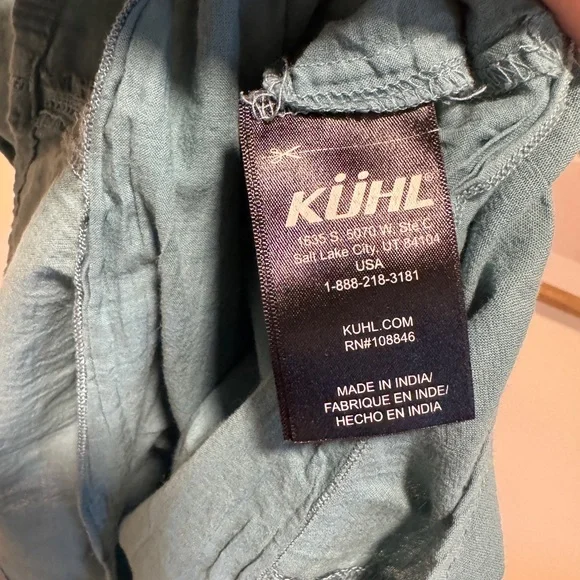 KÜHL®
1635 S. 5070 W. Ste C
Salt Lake City, UT 84104
USA
1-888-218-3181
KUHL.COM
RN#108846
MADE IN INDIA/
FABRIQUE EN INDE/
HECHO EN INDIA